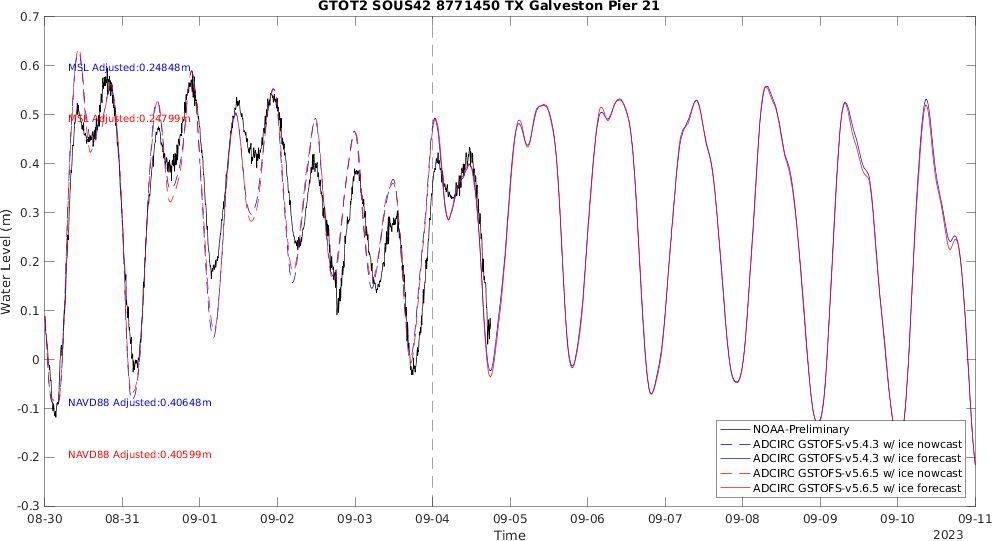 GTOT2 SOUS42 8771450 TX Galveston Pier 21
0.7
0.6
0.5
0.4
0.3
0.2
0.1
0
-0.1
-0.2
-0.3
Water Level (m)
MSL Adjusted:0.24848m
MSL Adjusted:0.24799m
NAVD88 Adjusted:0.40648m
NAVD88 Adjusted:0.40599m
NOAA-Preliminary
ADCIRC GSTOFS-v5.4.3 w/ ice nowcast
ADCIRC GSTOFS-v5.4.3 w/ ice forecast
ADCIRC GSTOFS-v5.6.5 w/ ice nowcast
ADCIRC GSTOFS-v5.6.5 w/ ice forecast
08-30 08-31 09-01 09-02 09-03 09-04 09-05 09-06 09-07 09-08 09-09 09-10 09-11
Time
2023